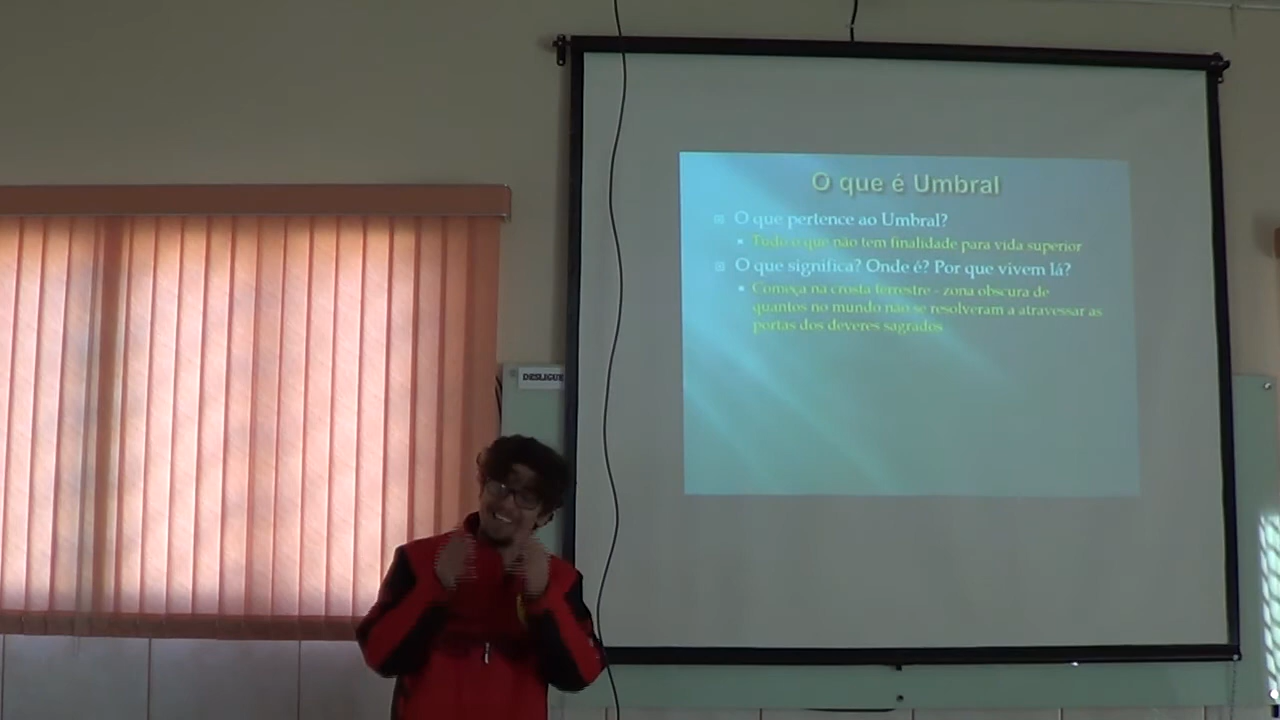 O que é Umbral
O que pertence ao Umbral?
Tudo o que não tem finalidade para vida superior
O que significa? Onde é? Por que vivem lá?
Começa na crosta terrestre - zona obscura de
quantos no mundo não se resolveram a atravessar as
portas dos deveres sagrados
DESLIGUE